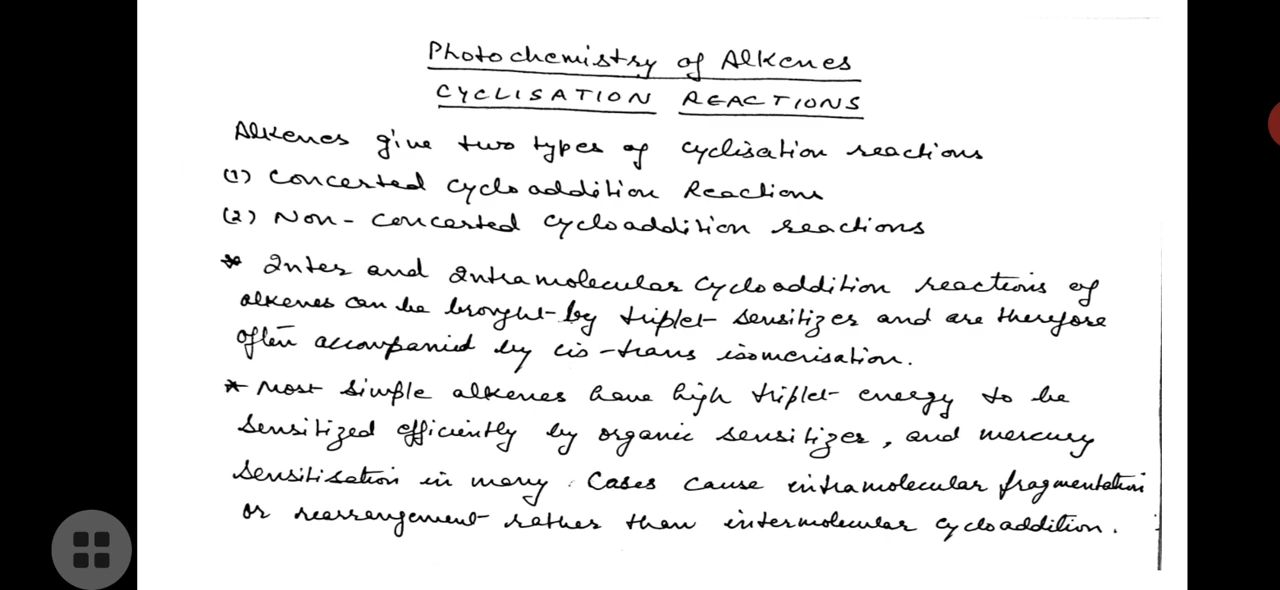 Photochemistry of Alkenes
CYCLISATION REACTIONS
Alkenes give two types of cyclisation reactions
(1) Concerted cycloaddition Reactions
(2) Non-concerted cycloaddition reactions
* Inter and Intramolecular cycloaddition reactions of
alkenes can be brought by triplet sensitizer and are therefore
often accompanied by cis-trans isomerisation.
* Most simple alkenes have high triplet energy to be
sensitized efficiently by organic sensitizer, and mercury
sensitisation in many cases cause intramolecular fragmentation
or rearrangement rather than intermolecular cycloaddition.